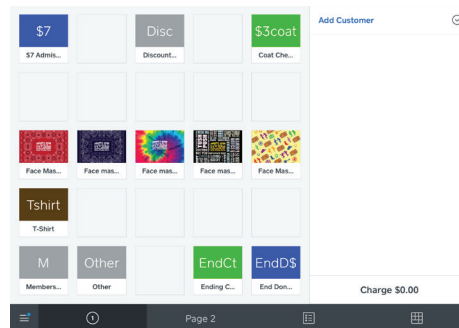 $7
Disc
$3coat
Add Customer
$7 Admis...
Discount...
Coat Che...
Face Mas...
Face mas...
Face mas...
Face mas...
Face Mas...
Tshirt
T-Shirt
M
Other
EndCt
EndD$
Members...
Other
Ending C...
End Don...
Charge $0.00
1
Page 2